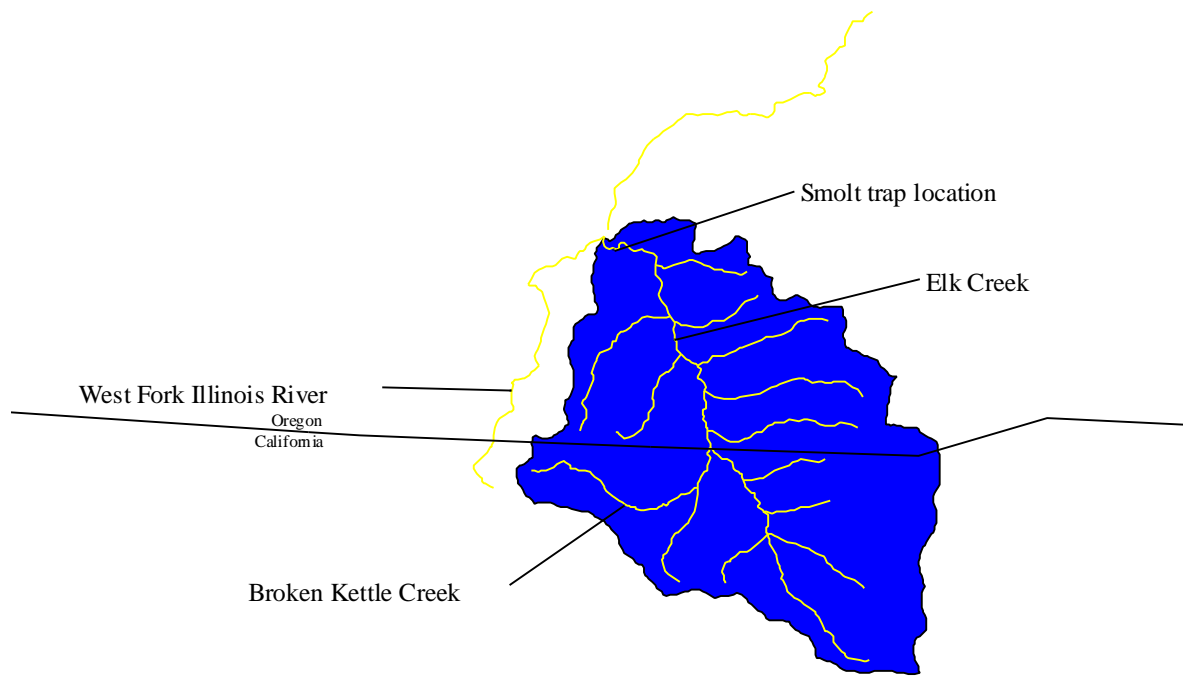 Smolt trap location
Elk Creek
West Fork Illinois River
Oregon
California
Broken Kettle Creek